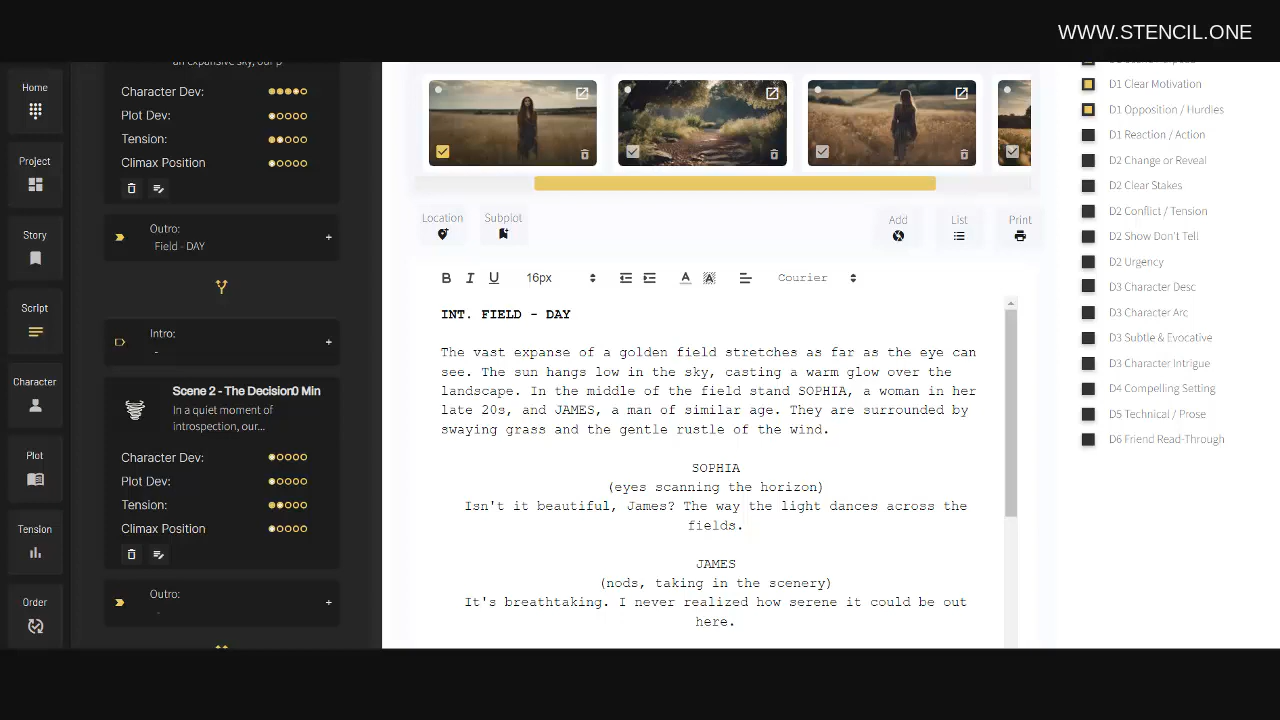 WWW.STENCIL.ONE
Home
Project
Story
Script
Character
Plot
Tension
Order
an expansive sky, our p
Character Dev:
Plot Dev:
Tension:
Climax Position
Outro:
Field - DAY
+
Intro:
-
+
Scene 2 - The Decision0 Min
In a quiet moment of
introspection, our...
Character Dev:
Plot Dev:
Tension:
Climax Position
Outro:
-
+
Location
Subplot
Add
List
Print
B I U 16px A A Courier
INT. FIELD - DAY
The vast expanse of a golden field stretches as far as the eye can
see. The sun hangs low in the sky, casting a warm glow over the
landscape. In the middle of the field stand SOPHIA, a woman in her
late 20s, and JAMES, a man of similar age. They are surrounded by
swaying grass and the gentle rustle of the wind.
SOPHIA
(eyes scanning the horizon)
Isn't it beautiful, James? The way the light dances across the
fields.
JAMES
(nods, taking in the scenery)
It's breathtaking. I never realized how serene it could be out
here.
D1 Clear Motivation
D1 Opposition / Hurdles
D1 Reaction / Action
D2 Change or Reveal
D2 Clear Stakes
D2 Conflict / Tension
D2 Show Don't Tell
D2 Urgency
D3 Character Desc
D3 Character Arc
D3 Subtle & Evocative
D3 Character Intrigue
D4 Compelling Setting
D5 Technical / Prose
D6 Friend Read-Through